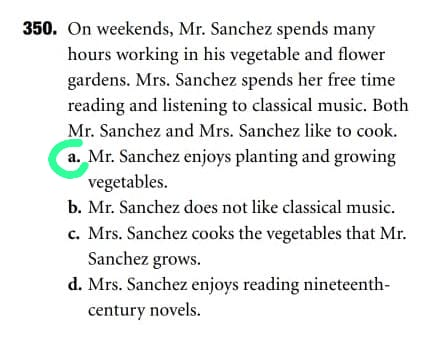 350. On weekends, Mr. Sanchez spends many
hours working in his vegetable and flower
gardens. Mrs. Sanchez spends her free time
reading and listening to classical music. Both
Mr. Sanchez and Mrs. Sanchez like to cook.
a. Mr. Sanchez enjoys planting and growing
vegetables.
b. Mr. Sanchez does not like classical music.
c. Mrs. Sanchez cooks the vegetables that Mr.
Sanchez grows.
d. Mrs. Sanchez enjoys reading nineteenth-
century novels.